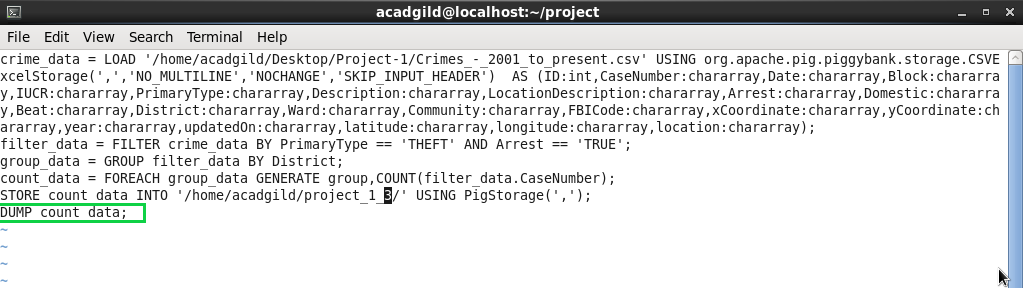 acadgild@localhost:~/project
File Edit View Search Terminal Help
crime_data = LOAD '/home/acadgild/Desktop/Project-1/Crimes_-_2001_to_present.csv' USING org.apache.pig.piggybank.storage.CSVE
xcelStorage(',','NO_MULTILINE','NOCHANGE','SKIP_INPUT_HEADER')  AS (ID:int,CaseNumber:chararray,Date:chararray,Block:chararra
y,IUCR:chararray,PrimaryType:chararray,Description:chararray,LocationDescription:chararray,Arrest:chararray,Domestic:chararra
y,Beat:chararray,District:chararray,Ward:chararray,Community:chararray,FBICode:chararray,xCoordinate:chararray,yCoordinate:ch
ararray,year:chararray,updatedOn:chararray,latitude:chararray,longitude:chararray,location:chararray);
filter_data = FILTER crime_data BY PrimaryType == 'THEFT' AND Arrest == 'TRUE';
group_data = GROUP filter_data BY District;
count_data = FOREACH group_data GENERATE group,COUNT(filter_data.CaseNumber);
STORE count_data INTO '/home/acadgild/project_1_3/' USING PigStorage(',');
DUMP count_data;
~
~
~
~